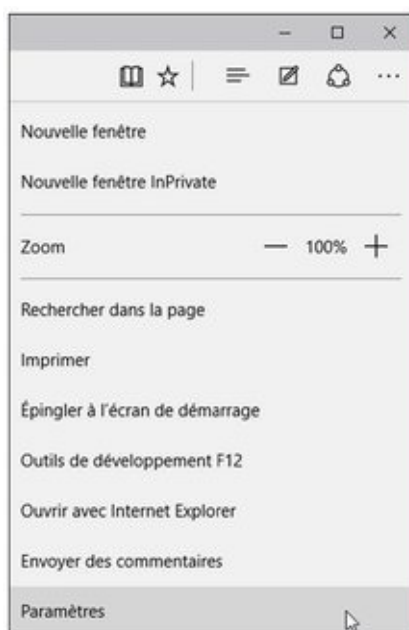 Nouvelle fenêtre
Nouvelle fenêtre InPrivate
Zoom 100%
Rechercher dans la page
Imprimer
Épingler à l'écran de démarrage
Outils de développement F12
Ouvrir avec Internet Explorer
Envoyer des commentaires
Paramètres